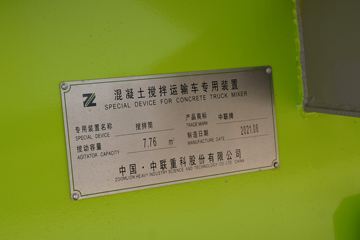 混凝土搅拌运输车专用装置
SPECIAL DEVICE FOR CONCRETE TRUCK MIXER
专用装置名称 搅拌筒 产品商标 中联牌
SPECIAL DEVICE TRADE MARK
搅动容量 7.76 m³ 制造日期 2021.08
AGITATOR CAPACITY MANUFACTURE DATE
中国·中联重科股份有限公司
ZOOMLION HEAVY INDUSTRY SCIENCE AND TECHNOLOGY CO.,LTD. CHINA